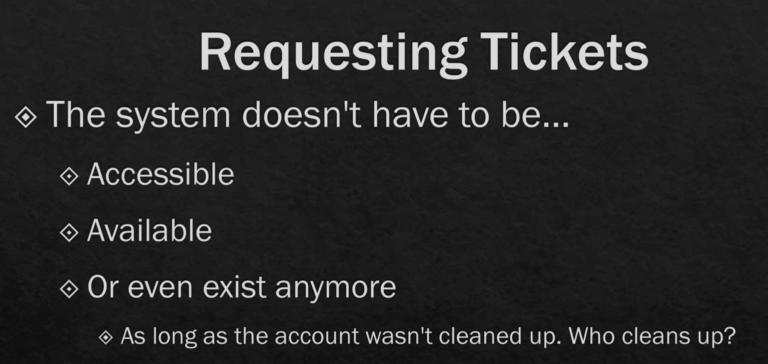 Requesting Tickets
The system doesn't have to be...
Accessible
Available
Or even exist anymore
As long as the account wasn't cleaned up. Who cleans up?